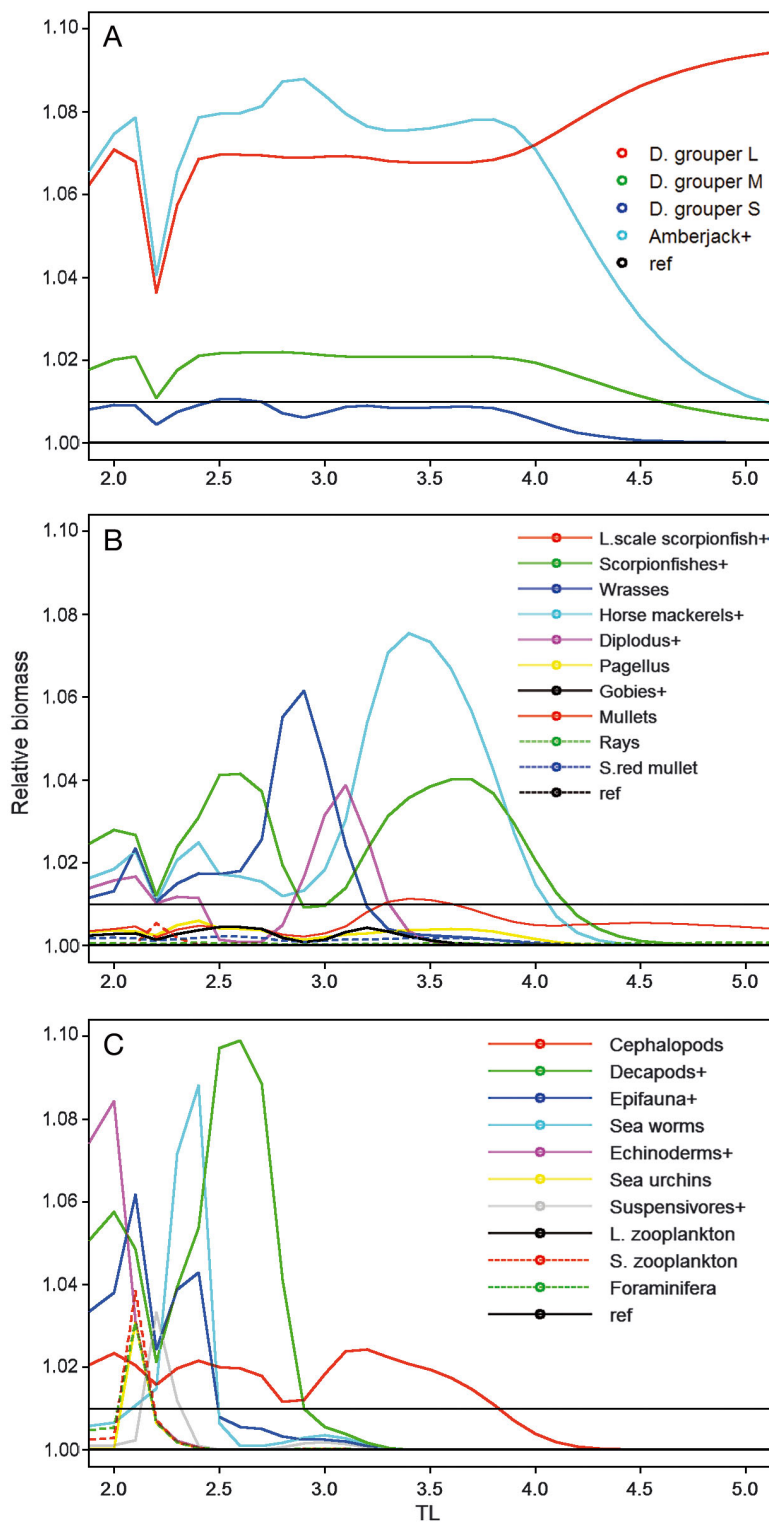 A
1.10
1.08
1.06
1.04
1.02
1.00
D. grouper L
D. grouper M
D. grouper S
Amberjack+
ref
2.0 2.5 3.0 3.5 4.0 4.5 5.0
B
Relative biomass
1.10
1.08
1.06
1.04
1.02
1.00
L.scale scorpionfish+
Scorpionfishes+
Wrasses
Horse mackerels+
Diplodus+
Pagellus
Gobies+
Mullets
Rays
S.red mullet
ref
2.0 2.5 3.0 3.5 4.0 4.5 5.0
C
1.10
1.08
1.06
1.04
1.02
1.00
Cephalopods
Decapods+
Epifauna+
Sea worms
Echinoderms+
Sea urchins
Suspensivores+
L. zooplankton
S. zooplankton
Foraminifera
ref
2.0 2.5 3.0 3.5 4.0 4.5 5.0
TL